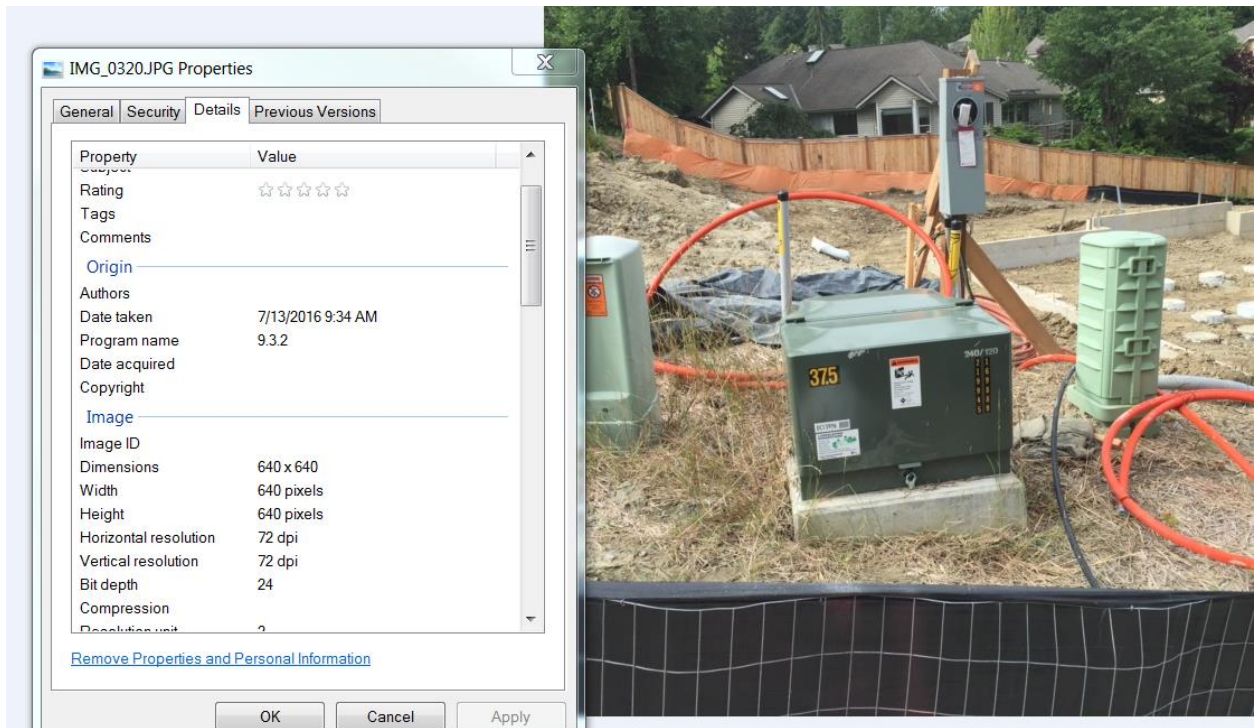 IMG_0320.JPG Properties
General Security Details Previous Versions
Property Value
Rating
Tags
Comments
Origin
Authors
Date taken 7/13/2016 9:34 AM
Program name 9.3.2
Date acquired
Copyright
Image
Image ID
Dimensions 640 x 640
Width 640 pixels
Height 640 pixels
Horizontal resolution 72 dpi
Vertical resolution 72 dpi
Bit depth 24
Compression
Resolution unit 2
Remove Properties and Personal Information
OK Cancel Apply
240/120
37.5